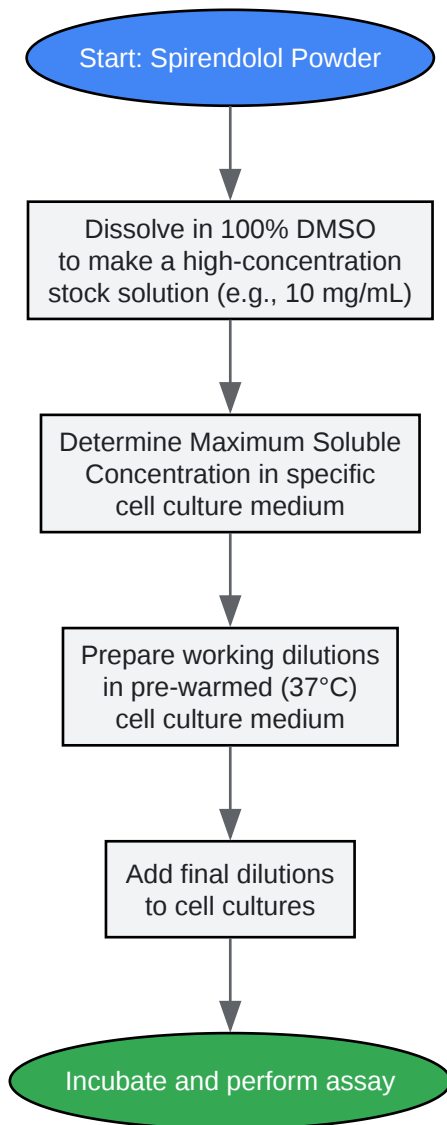 Start: Spirendolol Powder
Dissolve in 100% DMSO
to make a high-concentration
stock solution (e.g., 10 mg/mL)
Determine Maximum Soluble
Concentration in specific
cell culture medium
Prepare working dilutions
in pre-warmed (37°C)
cell culture medium
Add final dilutions
to cell cultures
Incubate and perform assay